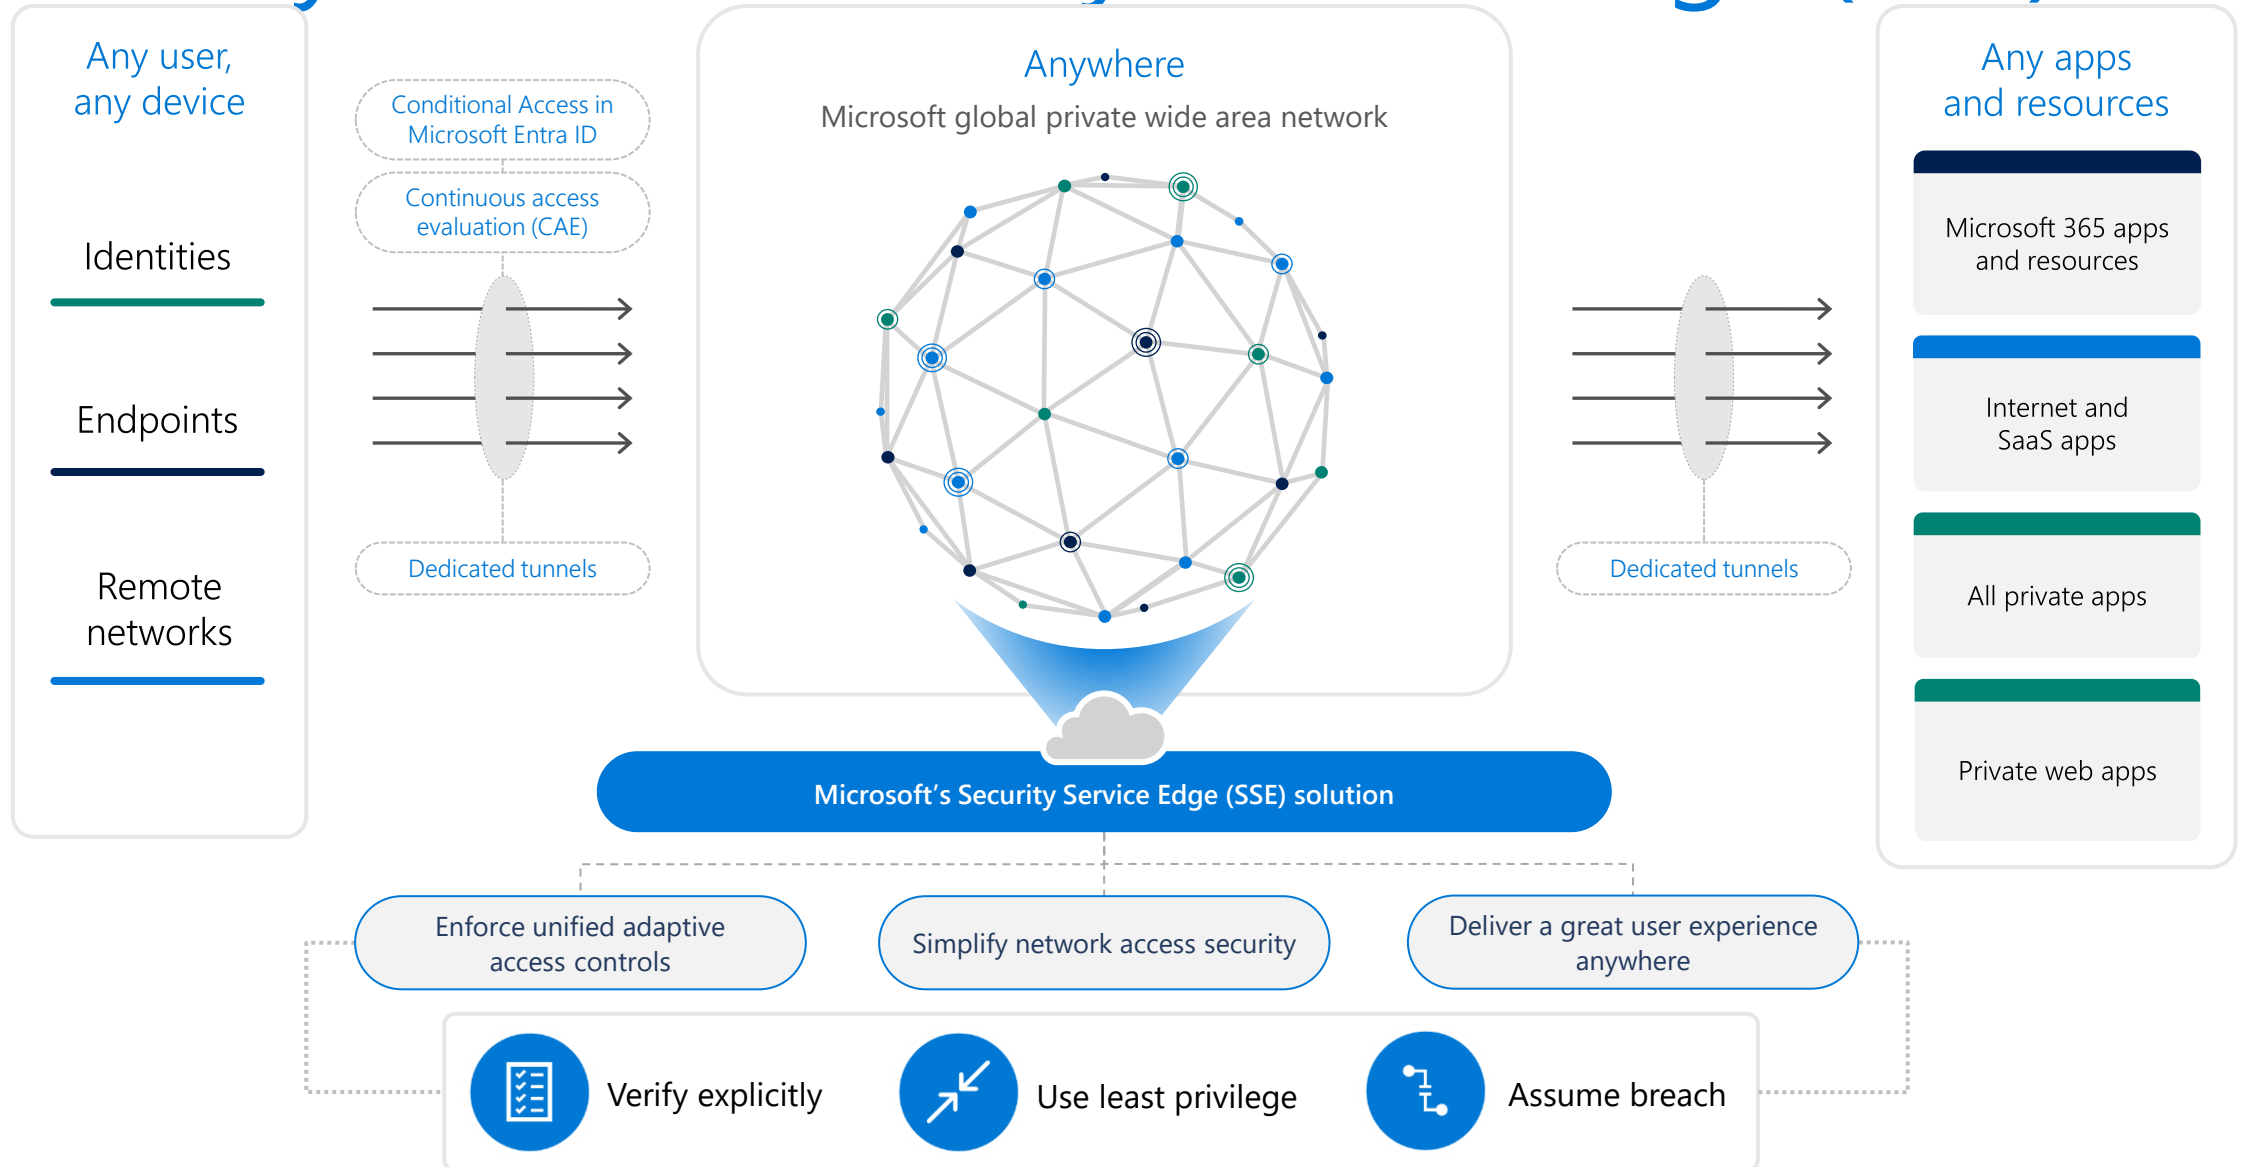 Any user,
any device
Identities
Endpoints
Remote
networks
Conditional Access in
Microsoft Entra ID
Continuous access
evaluation (CAE)
Dedicated tunnels
Anywhere
Microsoft global private wide area network
Dedicated tunnels
Any apps
and resources
Microsoft 365 apps
and resources
Internet and
SaaS apps
All private apps
Private web apps
Microsoft’s Security Service Edge (SSE) solution
Enforce unified adaptive
access controls
Simplify network access security
Deliver a great user experience
anywhere
Verify explicitly
Use least privilege
Assume breach